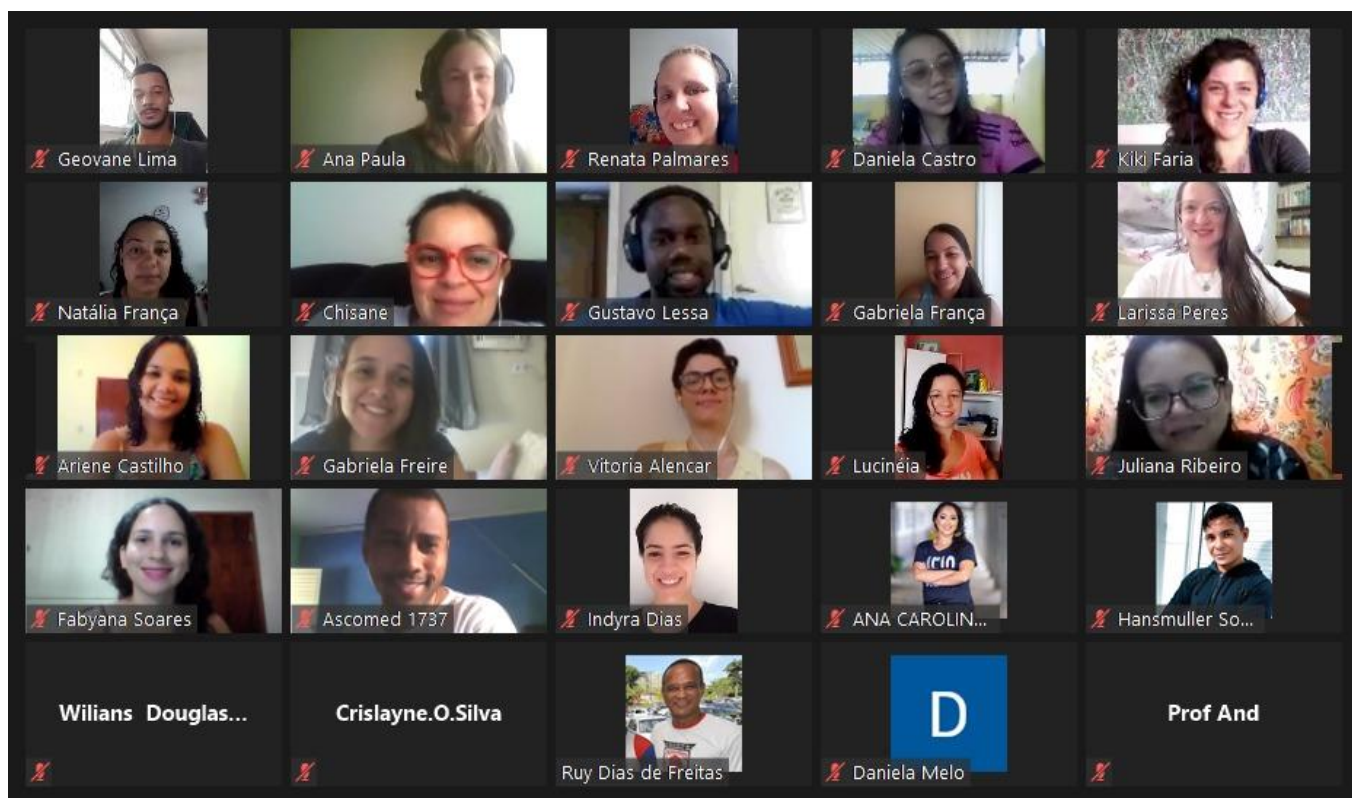 Geovane Lima
Ana Paula
Renata Palmares
Daniela Castro
Kiki Faria
Natália França
Chisane
Gustavo Lessa
Gabriela França
Larissa Peres
Ariene Castilho
Gabriela Freire
Vitoria Alencar
Lucinéia
Juliana Ribeiro
Fabyana Soares
Ascomed 1737
Indyra Dias
ANA CAROLIN...
Hansmuller So...
Wilians Douglas...
Crislayne.O.Silva
Ruy Dias de Freitas
D
Daniela Melo
Prof And